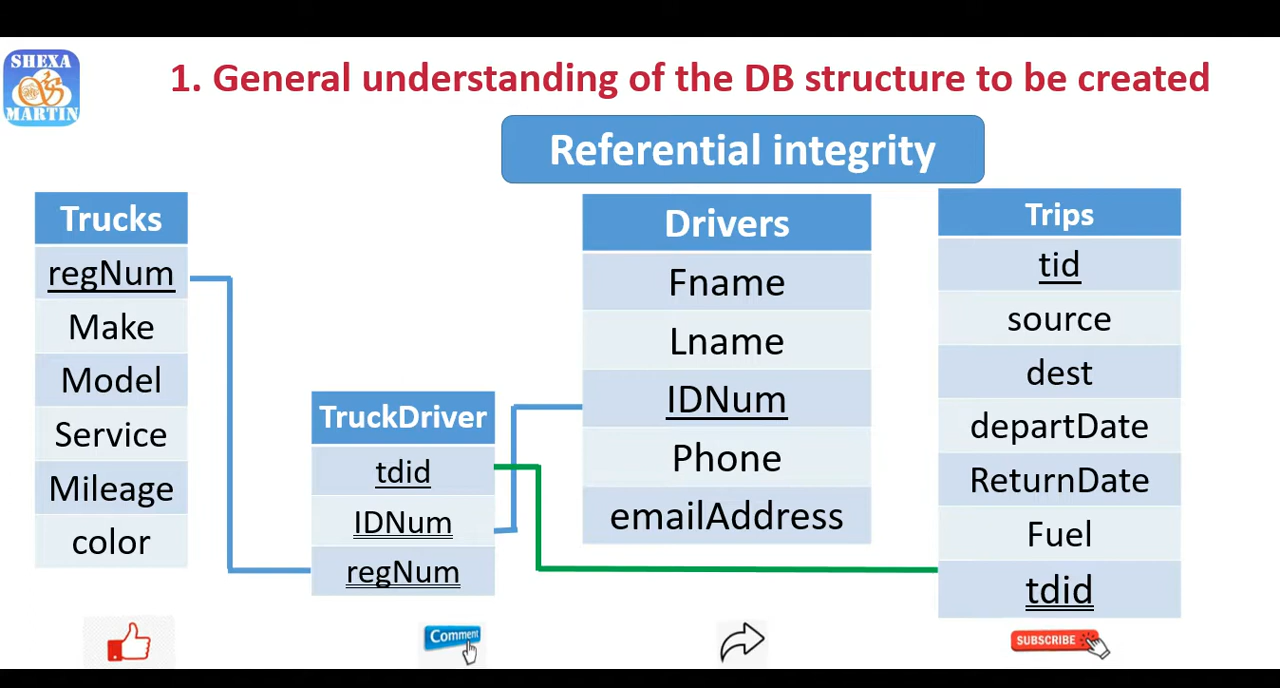 SHEXA
MARTIN
1. General understanding of the DB structure to be created
Referential integrity
Trucks
regNum
Make
Model
Service
Mileage
color
TruckDriver
tdid
IDNum
regNum
Drivers
Fname
Lname
IDNum
Phone
emailAddress
Trips
tid
source
dest
departDate
ReturnDate
Fuel
tdid
Comment
SUBSCRIBE